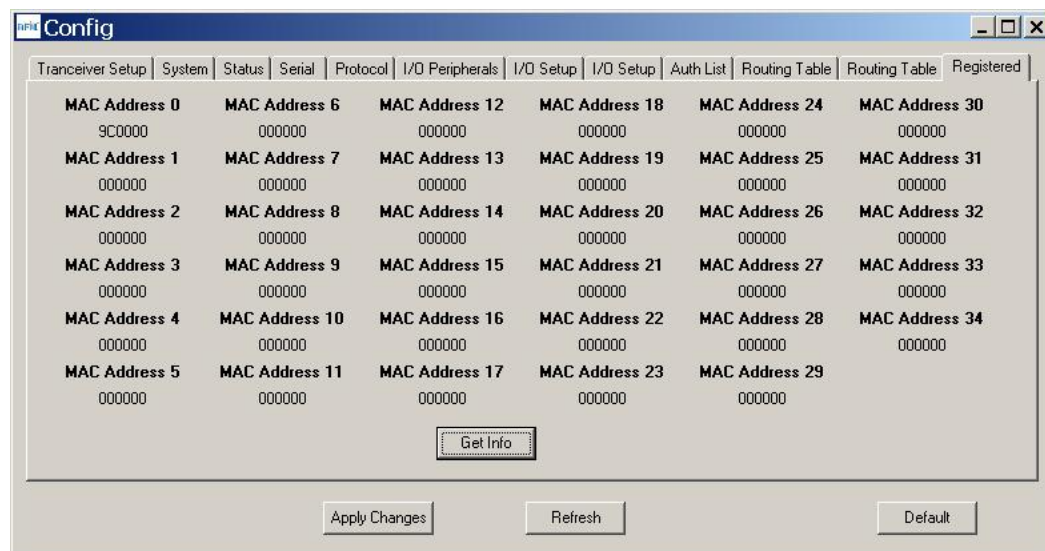 Config
Tranceiver Setup System Status Serial Protocol I/O Peripherals I/O Setup I/O Setup Auth List Routing Table Routing Table Registered
MAC Address 0 MAC Address 6 MAC Address 12 MAC Address 18 MAC Address 24 MAC Address 30
9C0000 000000 000000 000000 000000 000000
MAC Address 1 MAC Address 7 MAC Address 13 MAC Address 19 MAC Address 25 MAC Address 31
000000 000000 000000 000000 000000 000000
MAC Address 2 MAC Address 8 MAC Address 14 MAC Address 20 MAC Address 26 MAC Address 32
000000 000000 000000 000000 000000 000000
MAC Address 3 MAC Address 9 MAC Address 15 MAC Address 21 MAC Address 27 MAC Address 33
000000 000000 000000 000000 000000 000000
MAC Address 4 MAC Address 10 MAC Address 16 MAC Address 22 MAC Address 28 MAC Address 34
000000 000000 000000 000000 000000 000000
MAC Address 5 MAC Address 11 MAC Address 17 MAC Address 23 MAC Address 29
000000 000000 000000 000000 000000
Get Info
Apply Changes Refresh Default